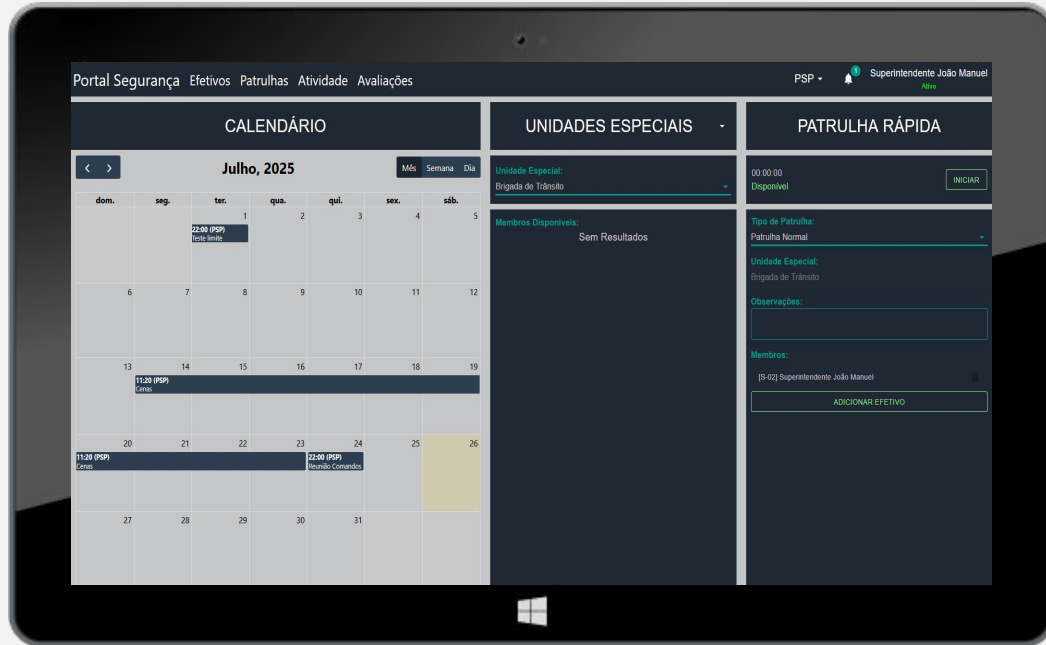 Portal Segurança Efetivos Patrulhas Atividade Avaliações
PSP
1
Superintendente João Manuel
Ativo
CALENDÁRIO
Julho, 2025
Mês Semana Dia
dom. seg. ter. qua. qui. sex. sáb.
1 2 3 4 5
22:00 (PSP)
Teste limite
6 7 8 9 10 11 12
13 14 15 16 17 18 19
11:20 (PSP)
Cenas
20 21 22 23 24 25 26
11:20 (PSP) 22:00 (PSP)
Cenas Reunião Comandos
27 28 29 30 31
UNIDADES ESPECIAIS
Unidade Especial:
Brigada de Trânsito
Membros Disponíveis:
Sem Resultados
PATRULHA RÁPIDA
00:00:00
Disponível
INICIAR
Tipo de Patrulha:
Patrulha Normal
Unidade Especial:
Brigada de Trânsito
Observações:
Membros:
[S-02] Superintendente João Manuel
ADICIONAR EFETIVO